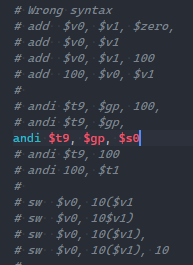 # Wrong syntax
# add $v0, $v1, $zero,
# add $v0, $v1
# add $v0, $v1, 100
# add 100, $v0, $v1
#
# andi $t9, $gp, 100,
# andi $t9, $gp,
andi $t9, $gp, $s0
# andi $t9, 100
# andi 100, $t1
#
# sw $v0, 10($v1
# sw $v0, 10$v1)
# sw $v0, 10($v1),
# sw $v0, 10($v1), 10
#